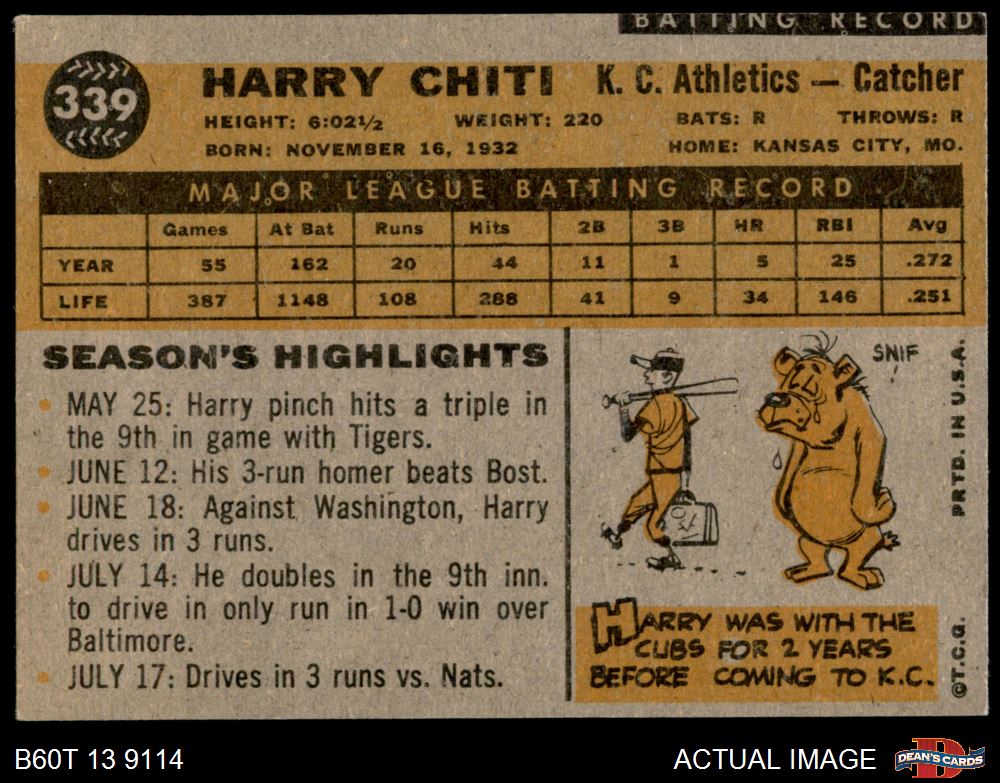 BATTING RECORD
339
HARRY CHITI K. C. Athletics — Catcher
HEIGHT: 6:02½ WEIGHT: 220 BATS: R THROWS: R
BORN: NOVEMBER 16, 1932 HOME: KANSAS CITY, MO.
MAJOR LEAGUE BATTING RECORD
Games At Bat Runs Hits 2B 3B HR RBI Avg
YEAR 55 162 20 44 11 1 5 25 .272
LIFE 387 1148 108 288 41 9 34 146 .251
SEASON'S HIGHLIGHTS
• MAY 25: Harry pinch hits a triple in
the 9th in game with Tigers.
• JUNE 12: His 3-run homer beats Bost.
• JUNE 18: Against Washington, Harry
drives in 3 runs.
• JULY 14: He doubles in the 9th inn.
to drive in only run in 1-0 win over
Baltimore.
• JULY 17: Drives in 3 runs vs. Nats.
SNIF
HARRY WAS WITH THE
CUBS FOR 2 YEARS
BEFORE COMING TO K.C.
PRTD. IN U.S.A.
©T.C.G.
B60T 13 9114
ACTUAL IMAGE
D
DEAN'S CARDS